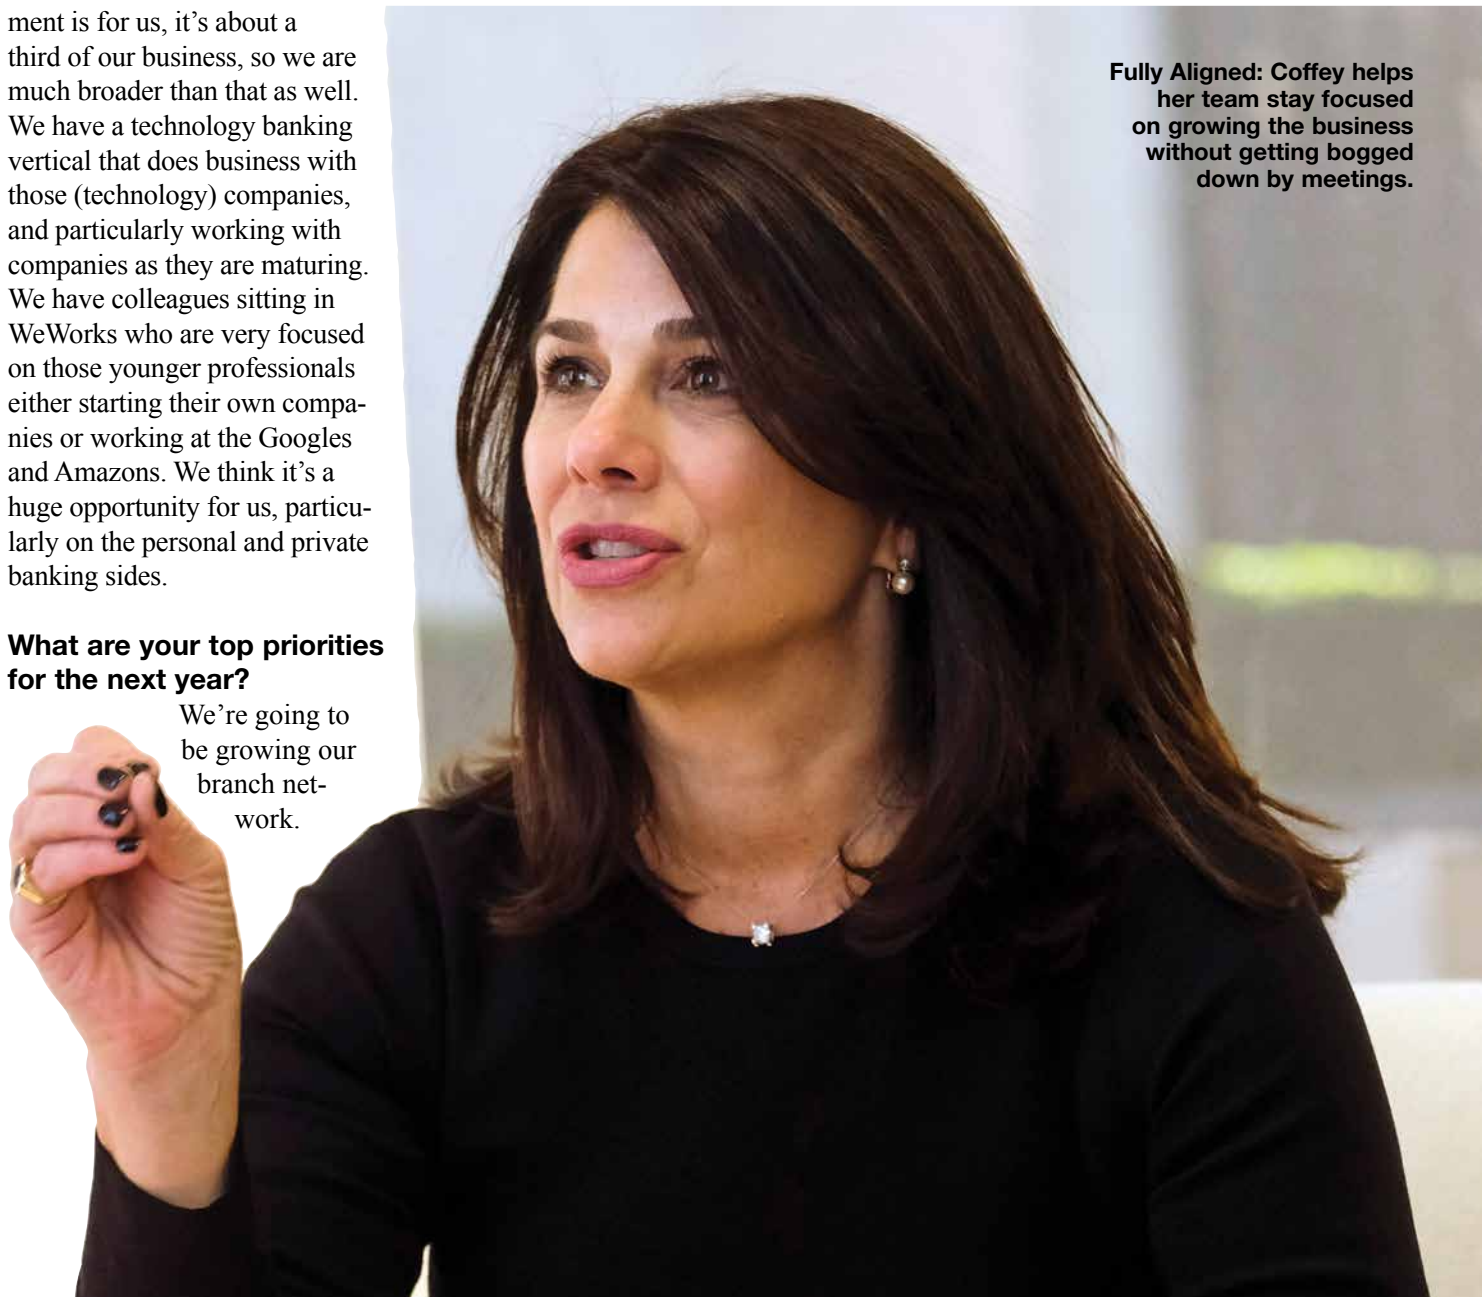 ment is for us, it’s about a
third of our business, so we are
much broader than that as well.
We have a technology banking
vertical that does business with
those (technology) companies,
and particularly working with
companies as they are maturing.
We have colleagues sitting in
WeWorks who are very focused
on those younger professionals
either starting their own compa-
nies or working at the Googles
and Amazons. We think it’s a
huge opportunity for us, particu-
larly on the personal and private
banking sides.
What are your top priorities
for the next year?
We’re going to
be growing our
branch net-
work.
Fully Aligned: Coffey helps
her team stay focused
on growing the business
without getting bogged
down by meetings.